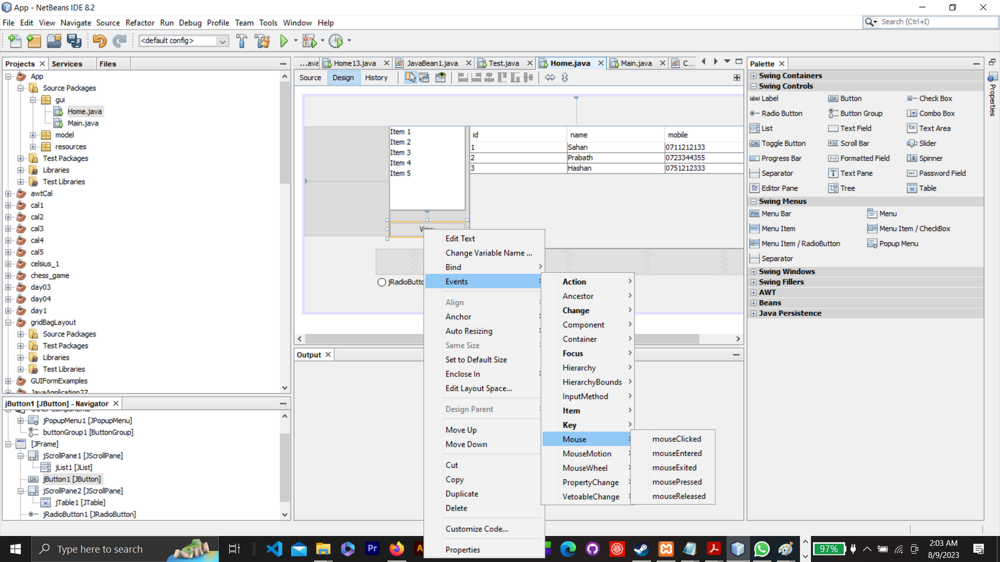 App - NetBeans IDE 8.2
File Edit View Navigate Source Refactor Run Debug Profile Team Tools Window Help
Search (Ctrl+I)
<default config>
Projects Services Files
App
Source Packages
gui
Home.java
Main.java
model
resources
Test Packages
Libraries
Test Libraries
awtCal
cal1
cal2
cal3
cal4
cal5
celsius_1
chess_game
day03
day04
day1
gridBagLayout
Source Packages
Test Packages
Libraries
Test Libraries
GUIFormExamples
JavaApplication27
jButton1 [JButton] - Navigator
Other Components
jPopupMenu1 [JPopupMenu]
buttonGroup1 [ButtonGroup]
[JFrame]
jScrollPane1 [JScrollPane]
jList1 [JList]
OK jButton1 [JButton]
jScrollPane2 [JScrollPane]
jTable1 [JTable]
jRadioButton1 [JRadioButton]
...ava Home13.java JavaBean1.java Test.java Home.java Main.java C...
Source Design History
Item 1
Item 2
Item 3
Item 4
Item 5
id name mobile
1 Sahan 0711212133
2 Prabath 0723344355
3 Hashan 0751212333
View
jRadioButto
Output
Edit Text
Change Variable Name ...
Bind
Events
Align
Anchor
Auto Resizing
Same Size
Set to Default Size
Enclose In
Edit Layout Space...
Design Parent
Move Up
Move Down
Cut
Copy
Duplicate
Delete
Customize Code...
Properties
Action
Ancestor
Change
Component
Container
Focus
Hierarchy
HierarchyBounds
InputMethod
Item
Key
Mouse
MouseMotion
MouseWheel
PropertyChange
VetoableChange
mouseClicked
mouseEntered
mouseExited
mousePressed
mouseReleased
Palette
Swing Containers
Swing Controls
label Label OK Button Check Box
Radio Button Button Group Combo Box
List Text Field Text Area
ON Toggle Button Scroll Bar Slider
Progress Bar Formatted Field Spinner
Separator T Text Pane Password Field
Editor Pane Tree Table
Swing Menus
File Menu Bar Menu
Menu Item Menu Item / CheckBox
Menu Item / RadioButton Popup Menu
Separator
Swing Windows
Swing Fillers
AWT
Beans
Java Persistence
Properties
Type here to search
Pr
A
97%
2:03 AM
8/9/2023